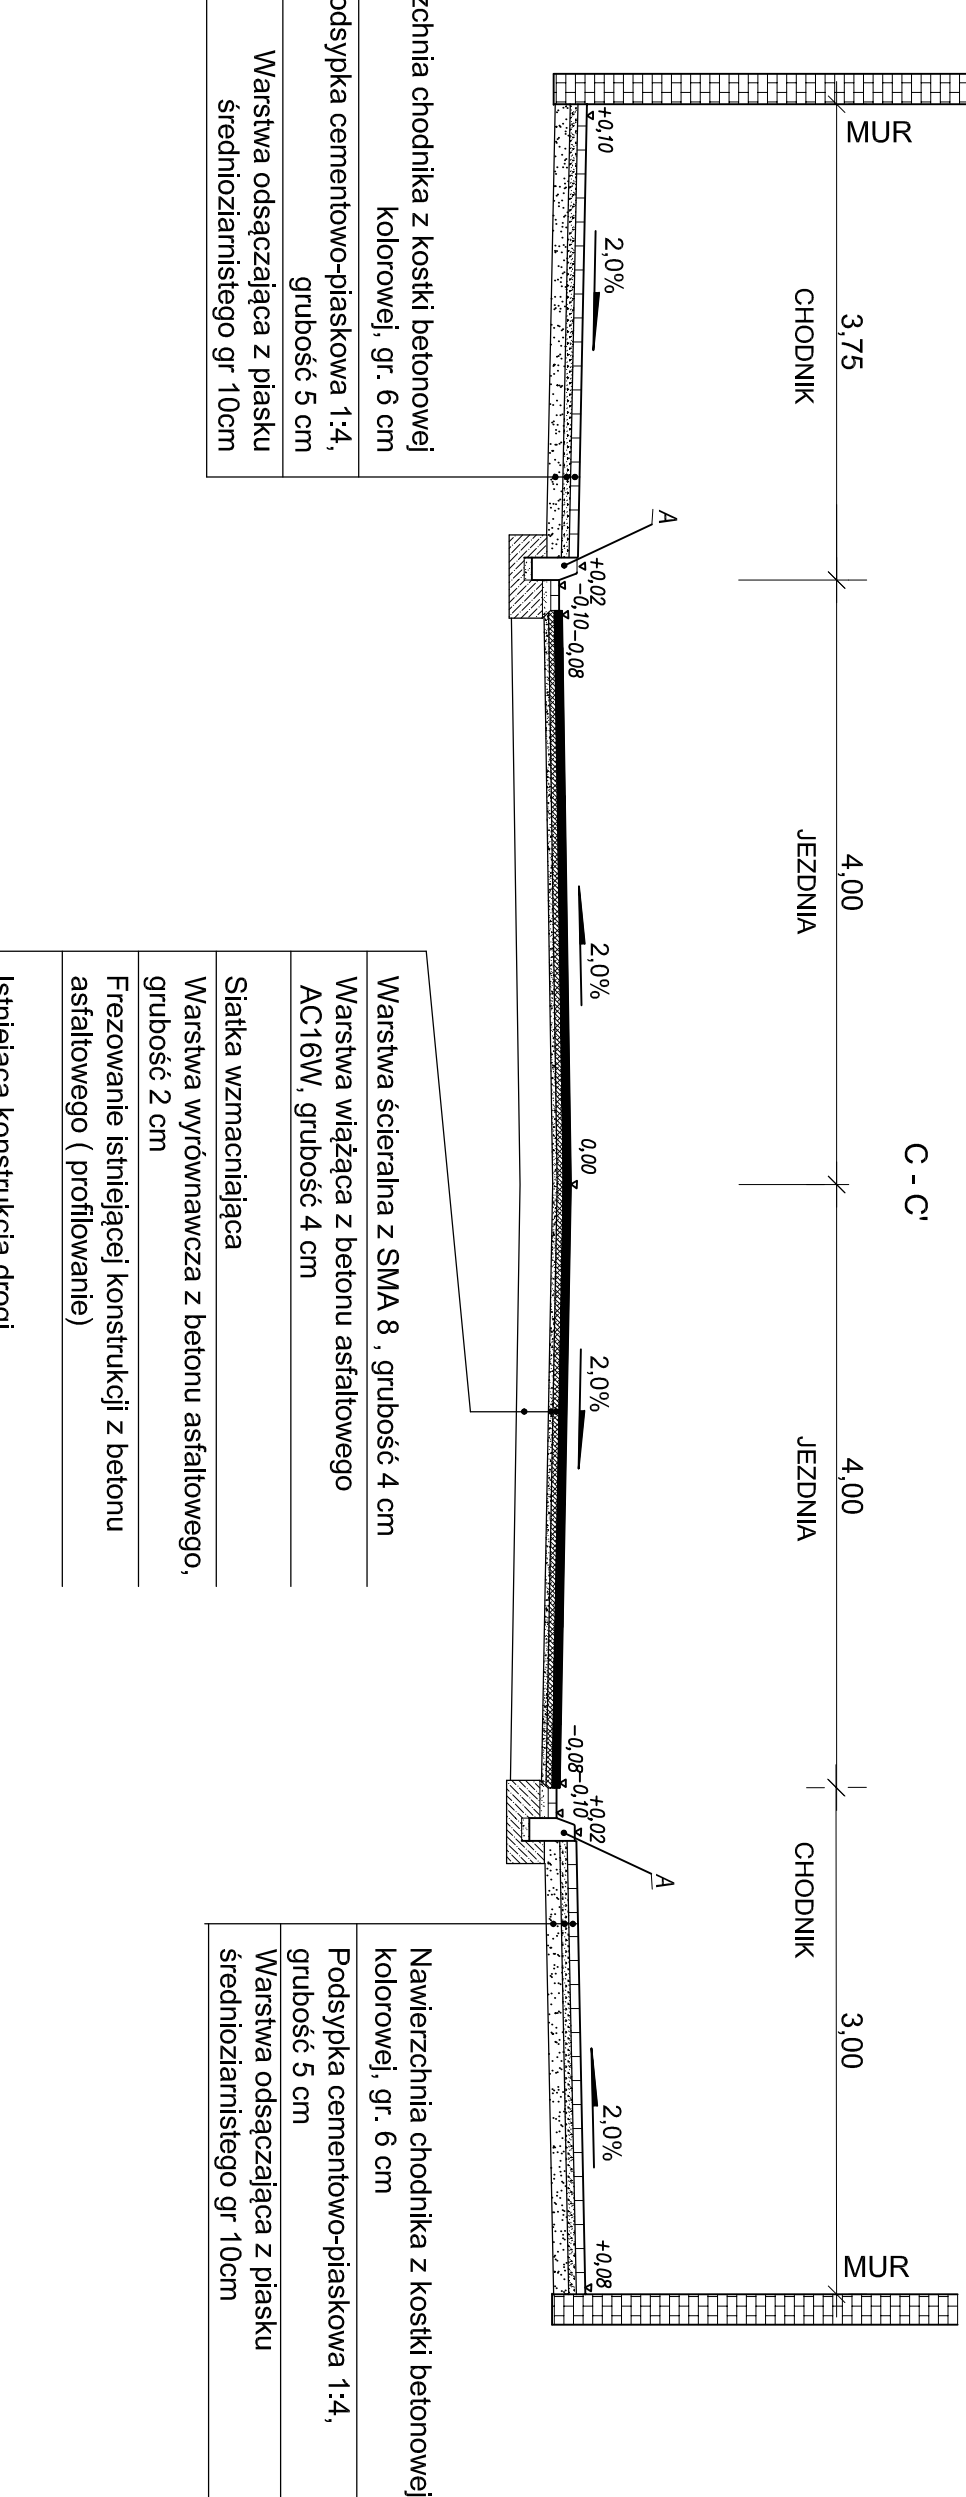 C - C'
MUR
3,75
4,00
4,00
3,00
MUR
CHODNIK
JEZDNIA
JEZDNIA
CHODNIK
A
A
+0,10
2,0%
+0,02
-0,10
-0,08
2,0%
0,00
2,0%
-0,08
-0,10
+0,02
2,0%
+0,08
chodnika z kostki betonowej
kolorowej, gr. 6 cm
cementowo-piaskowa 1:4,
grubość 5 cm
Warstwa odsączająca z piasku
średnioziarnistego gr 10cm
Warstwa ścieralna z SMA 8 , grubość 4 cm
Warstwa wiążąca z betonu asfaltowego
AC16W, grubość 4 cm
Siatka wzmacniająca
Warstwa wyrównawcza z betonu asfaltowego,
grubość 2 cm
Frezowanie istniejącej konstrukcji z betonu
asfaltowego ( profilowanie)
Istniejąca konstrukcja drogi
Nawierzchnia chodnika z kostki betonowej
kolorowej, gr. 6 cm
Podsypka cementowo-piaskowa 1:4,
grubość 5 cm
Warstwa odsączająca z piasku
średnioziarnistego gr 10cm